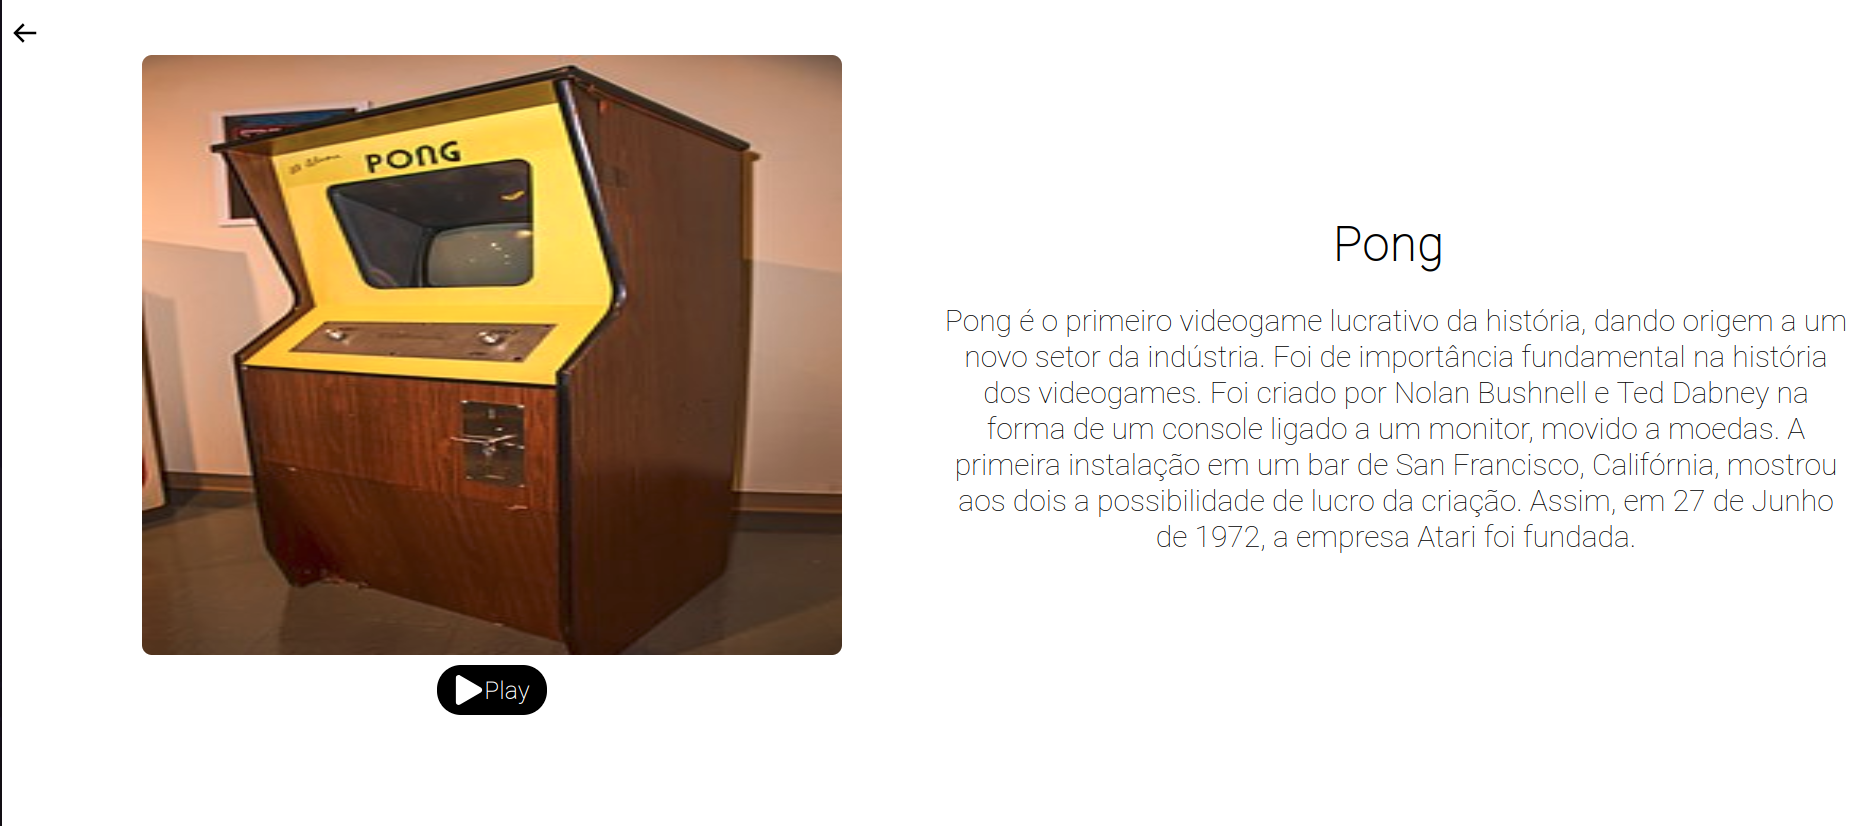 PONG
Play
Pong
Pong é o primeiro videogame lucrativo da história, dando origem a um
novo setor da indústria. Foi de importância fundamental na história
dos videogames. Foi criado por Nolan Bushnell e Ted Dabney na
forma de um console ligado a um monitor, movido a moedas. A
primeira instalação em um bar de San Francisco, Califórnia, mostrou
aos dois a possibilidade de lucro da criação. Assim, em 27 de Junho
de 1972, a empresa Atari foi fundada.